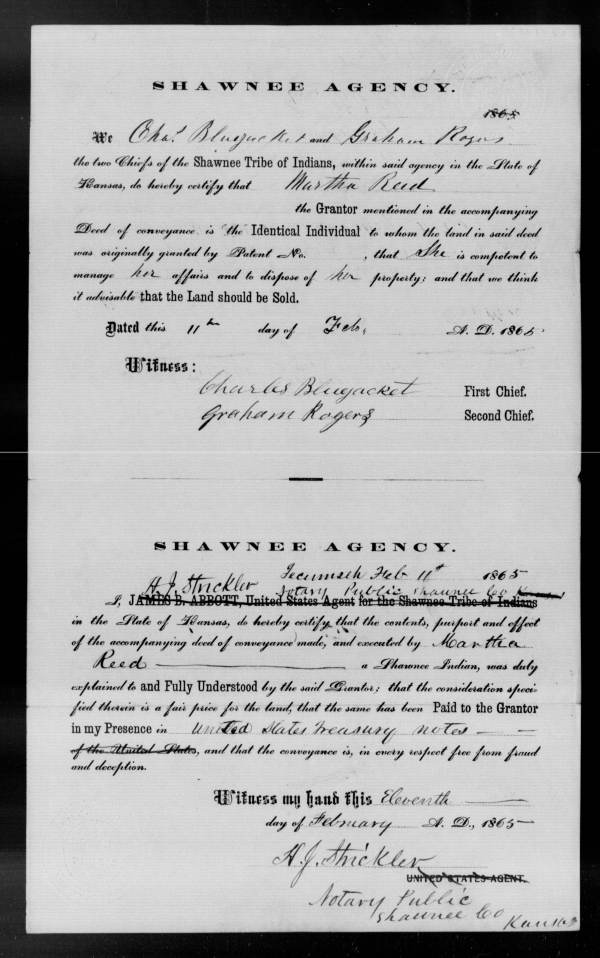 SHAWNEE AGENCY.
1865
We Chas. Blugjacket and Graham Rogers
the two Chiefs of the Shawnee Tribe of Indians, within said agency in the State of
Kansas, do hereby certify that Martha Reid
the Grantor mentioned in the accompanying
Deed of conveyance is the Identical Individual to whom the land in said deed
was originally granted by Patent No. , that She is competent to
manage her affairs and to dispose of her property; and that we think
it advisable that the Land should be Sold.
Dated this 11th day of Feb. A. D. 1865
Witness:
Charles Blugjacket First Chief.
Graham Rogers Second Chief.
SHAWNEE AGENCY.
Tecumseh Feb 11th 1865
H. J. Strickler Notary Public Shawnee Co Kansas
I, JAMES B. ABBOTT, United States Agent for the Shawnee Tribe of Indians
in the State of Kansas, do hereby certify that the contents, purport and effect
of the accompanying deed of conveyance made, and executed by Martha
Reed a Shawnee Indian, was duly
explained to and Fully Understood by the said Grantor; that the consideration speci-
fied therein is a fair price for the land, that the same has been Paid to the Grantor
in my Presence in United States Treasury notes
of the United States, and that the conveyance is, in every respect free from fraud
and deception.
Witness my hand this Eleventh
day of February A. D., 1865
H. J. Strickler
UNITED STATES AGENT.
Notary Public
Shawnee Co Kansas